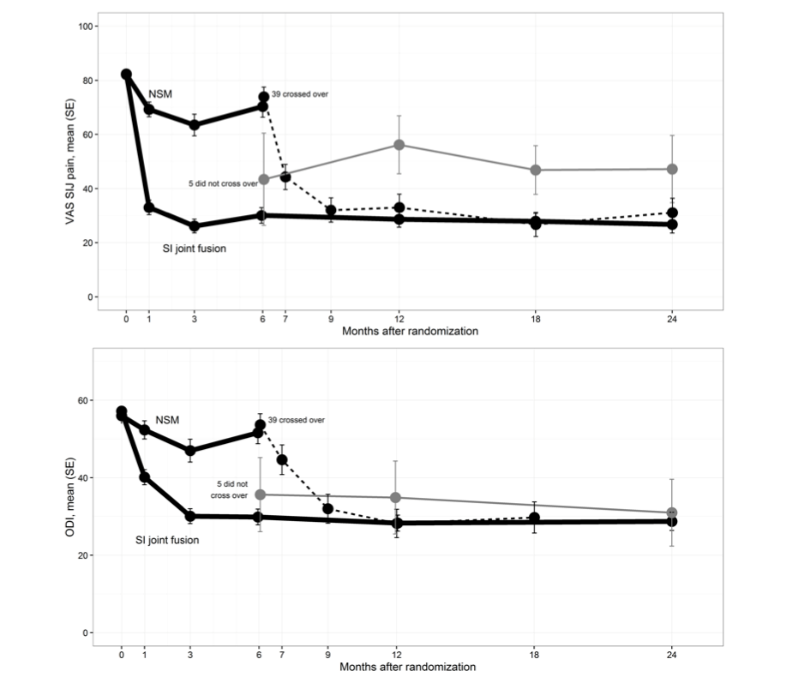 100
80
60
40
20
0
VAS SIJ pain, mean (SE)
NSM
39 crossed over
5 did not cross over
SI joint fusion
0 1 3 6 7 9 12 18 24
Months after randomization
60
40
20
0
ODI, mean (SE)
NSM
39 crossed over
5 did not
cross over
SI joint fusion
0 1 3 6 7 9 12 18 24
Months after randomization